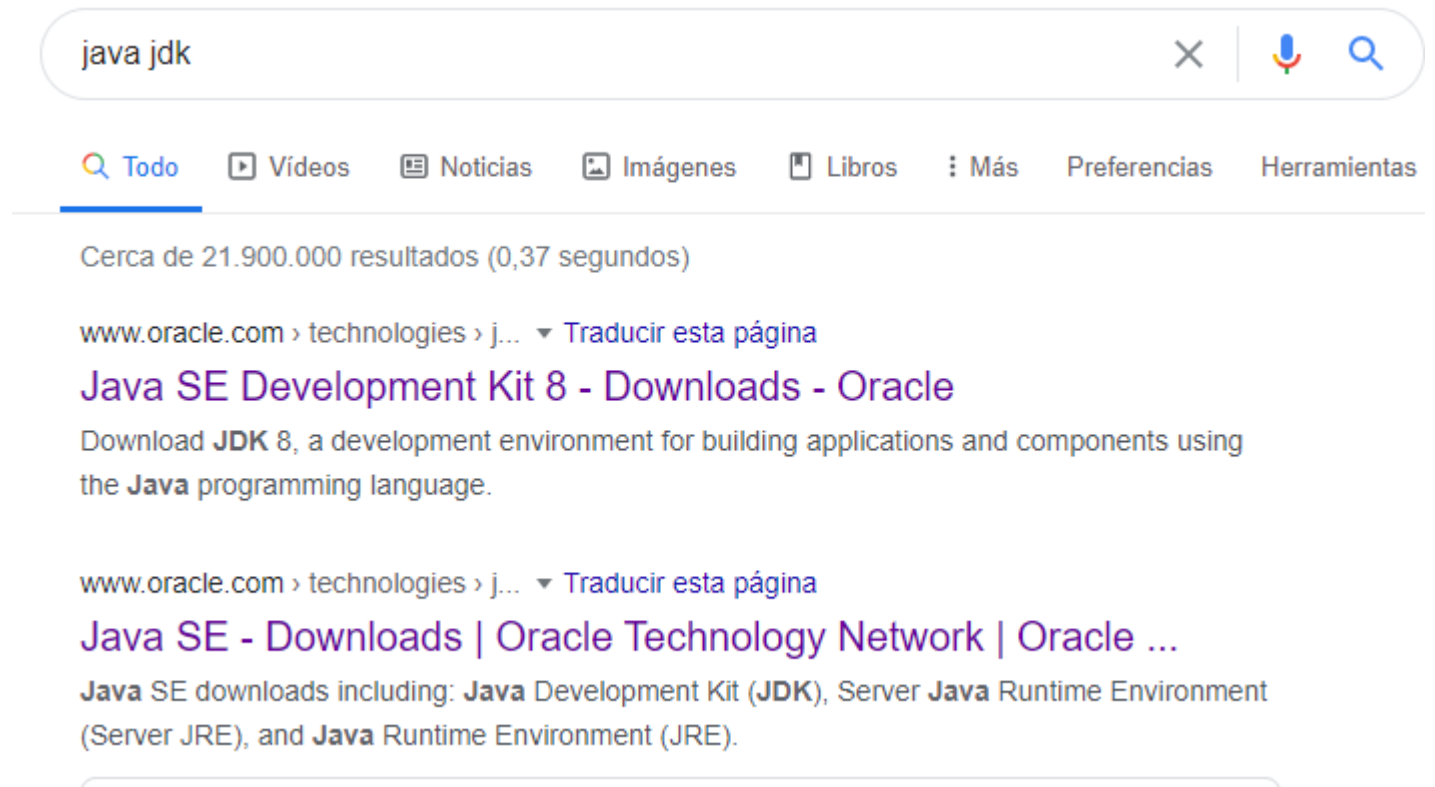 java jdk
Todo Vídeos Noticias Imágenes Libros Más Preferencias Herramientas
Cerca de 21.900.000 resultados (0,37 segundos)
www.oracle.com › technologies › j... Traducir esta página
Java SE Development Kit 8 - Downloads - Oracle
Download JDK 8, a development environment for building applications and components using
the Java programming language.
www.oracle.com › technologies › j... Traducir esta página
Java SE - Downloads | Oracle Technology Network | Oracle ...
Java SE downloads including: Java Development Kit (JDK), Server Java Runtime Environment
(Server JRE), and Java Runtime Environment (JRE).